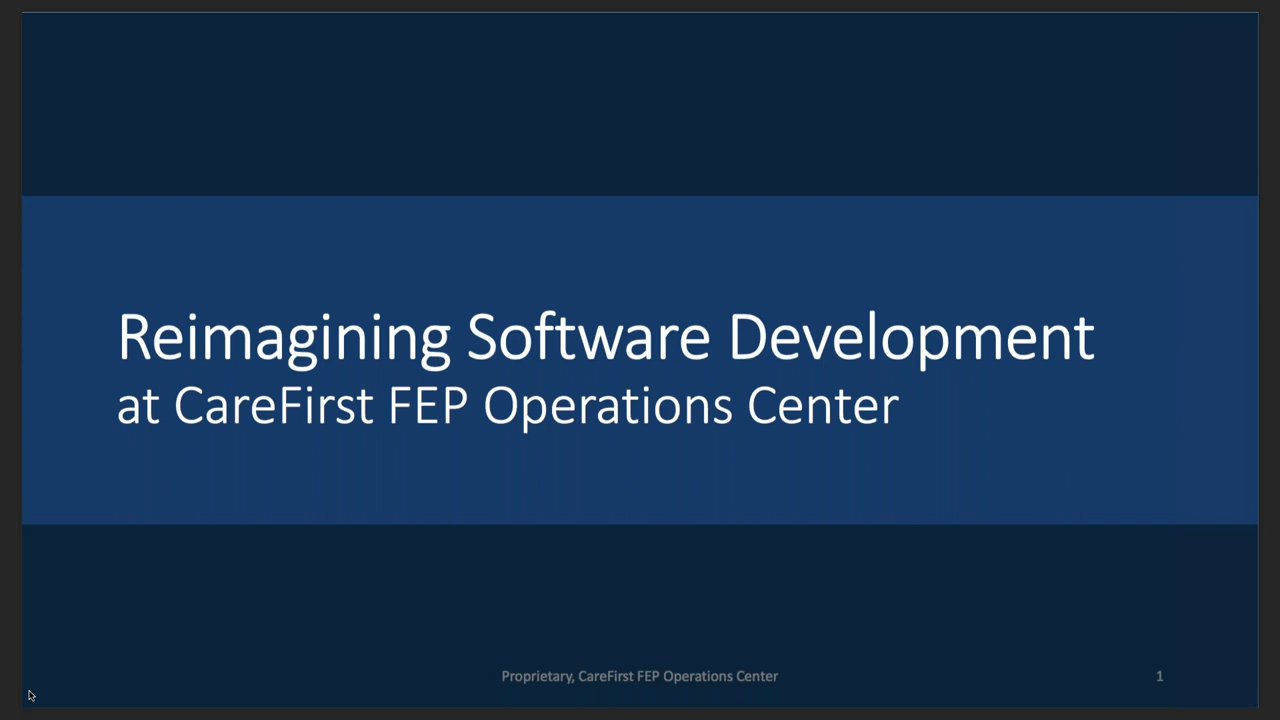 Reimagining Software Development
at CareFirst FEP Operations Center
Proprietary, CareFirst FEP Operations Center
1